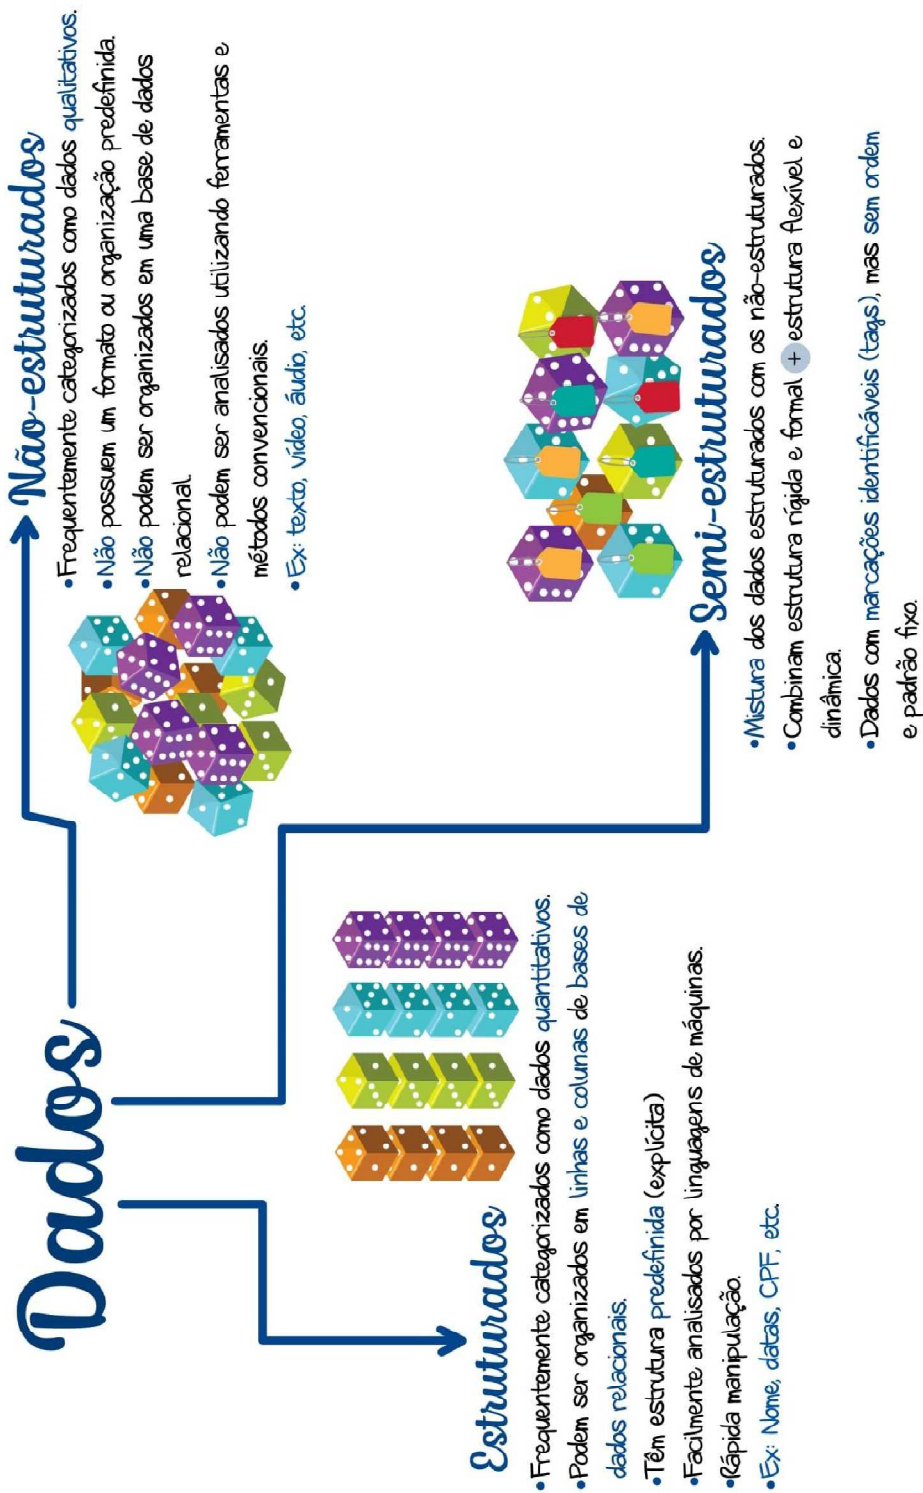 Dados
Estruturados
•Frequentemente categorizados como dados quantitativos.
•Podem ser organizados em linhas e colunas de bases de
dados relacionais.
•Têm estrutura predefinida (explícita)
•Facilmente analisados por linguagens de máquinas.
•Rápida manipulação.
•Ex: Nome, datas, CPF, etc.
Não-estruturados
•Frequentemente categorizados como dados qualitativos.
•Não possuem um formato ou organização predefinida.
•Não podem ser organizados em uma base de dados
relacional.
•Não podem ser analisados utilizando ferramentas e
métodos convencionais.
•Ex: texto, vídeo, áudio, etc.
Semi-estruturados
•Mistura dos dados estruturados com os não-estruturados.
•Combinam estrutura rígida e formal + estrutura flexível e
dinâmica.
•Dados com marcações identificáveis (tags), mas sem ordem
e padrão fixo.